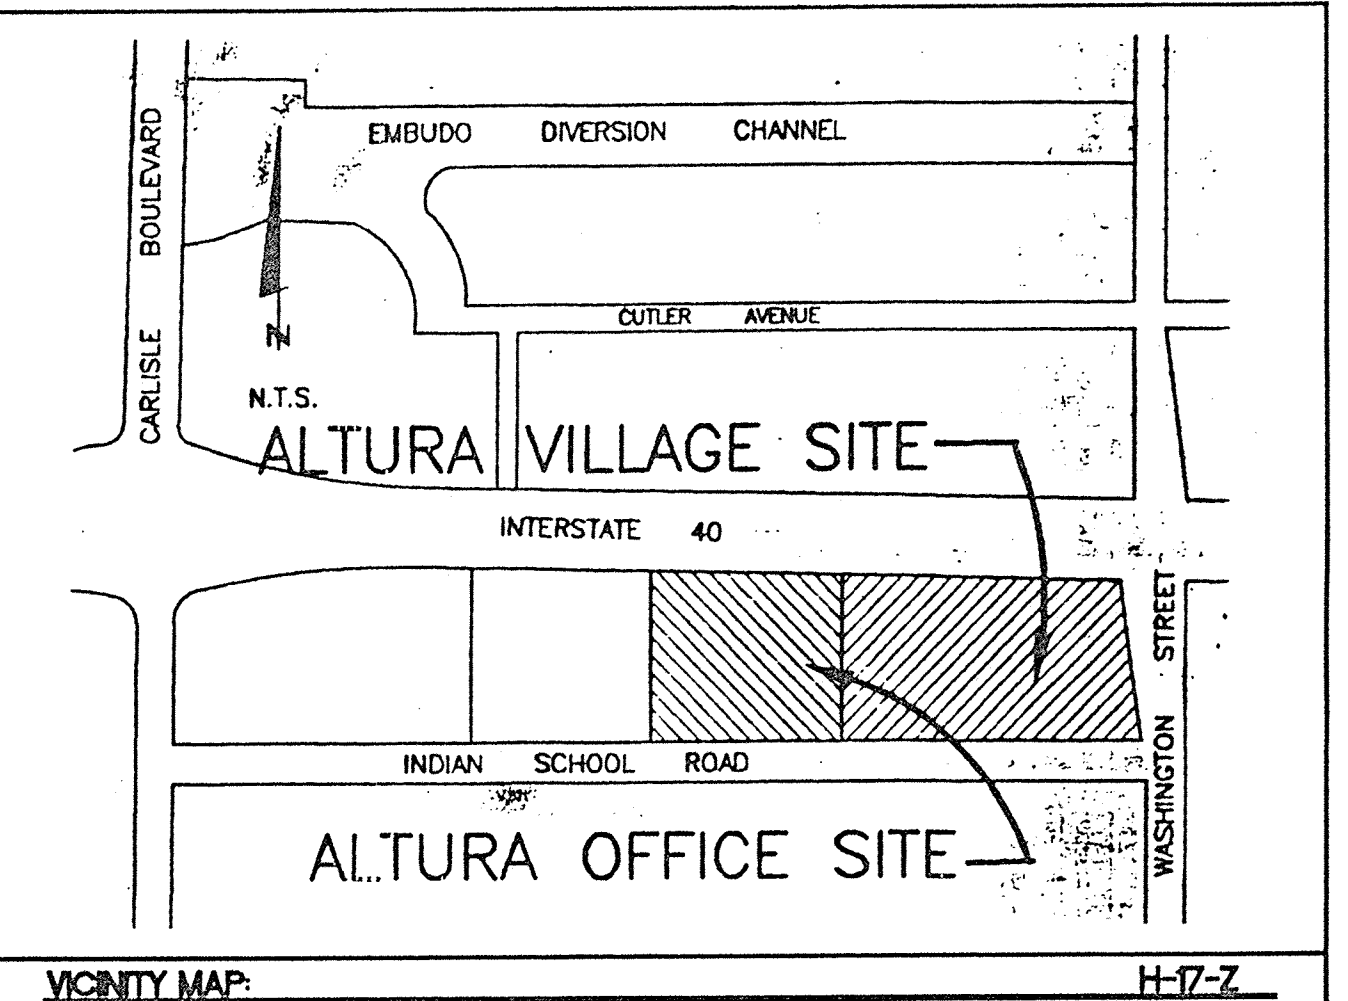 EMBUDO DIVERSION CHANNEL
CARLISLE BOULEVARD
CUTLER AVENUE
N
N.T.S.
ALTURA VILLAGE SITE
INTERSTATE 40
WASHINGTON STREET
INDIAN SCHOOL ROAD
ALTURA OFFICE SITE
VICINITY MAP:
H-17-Z